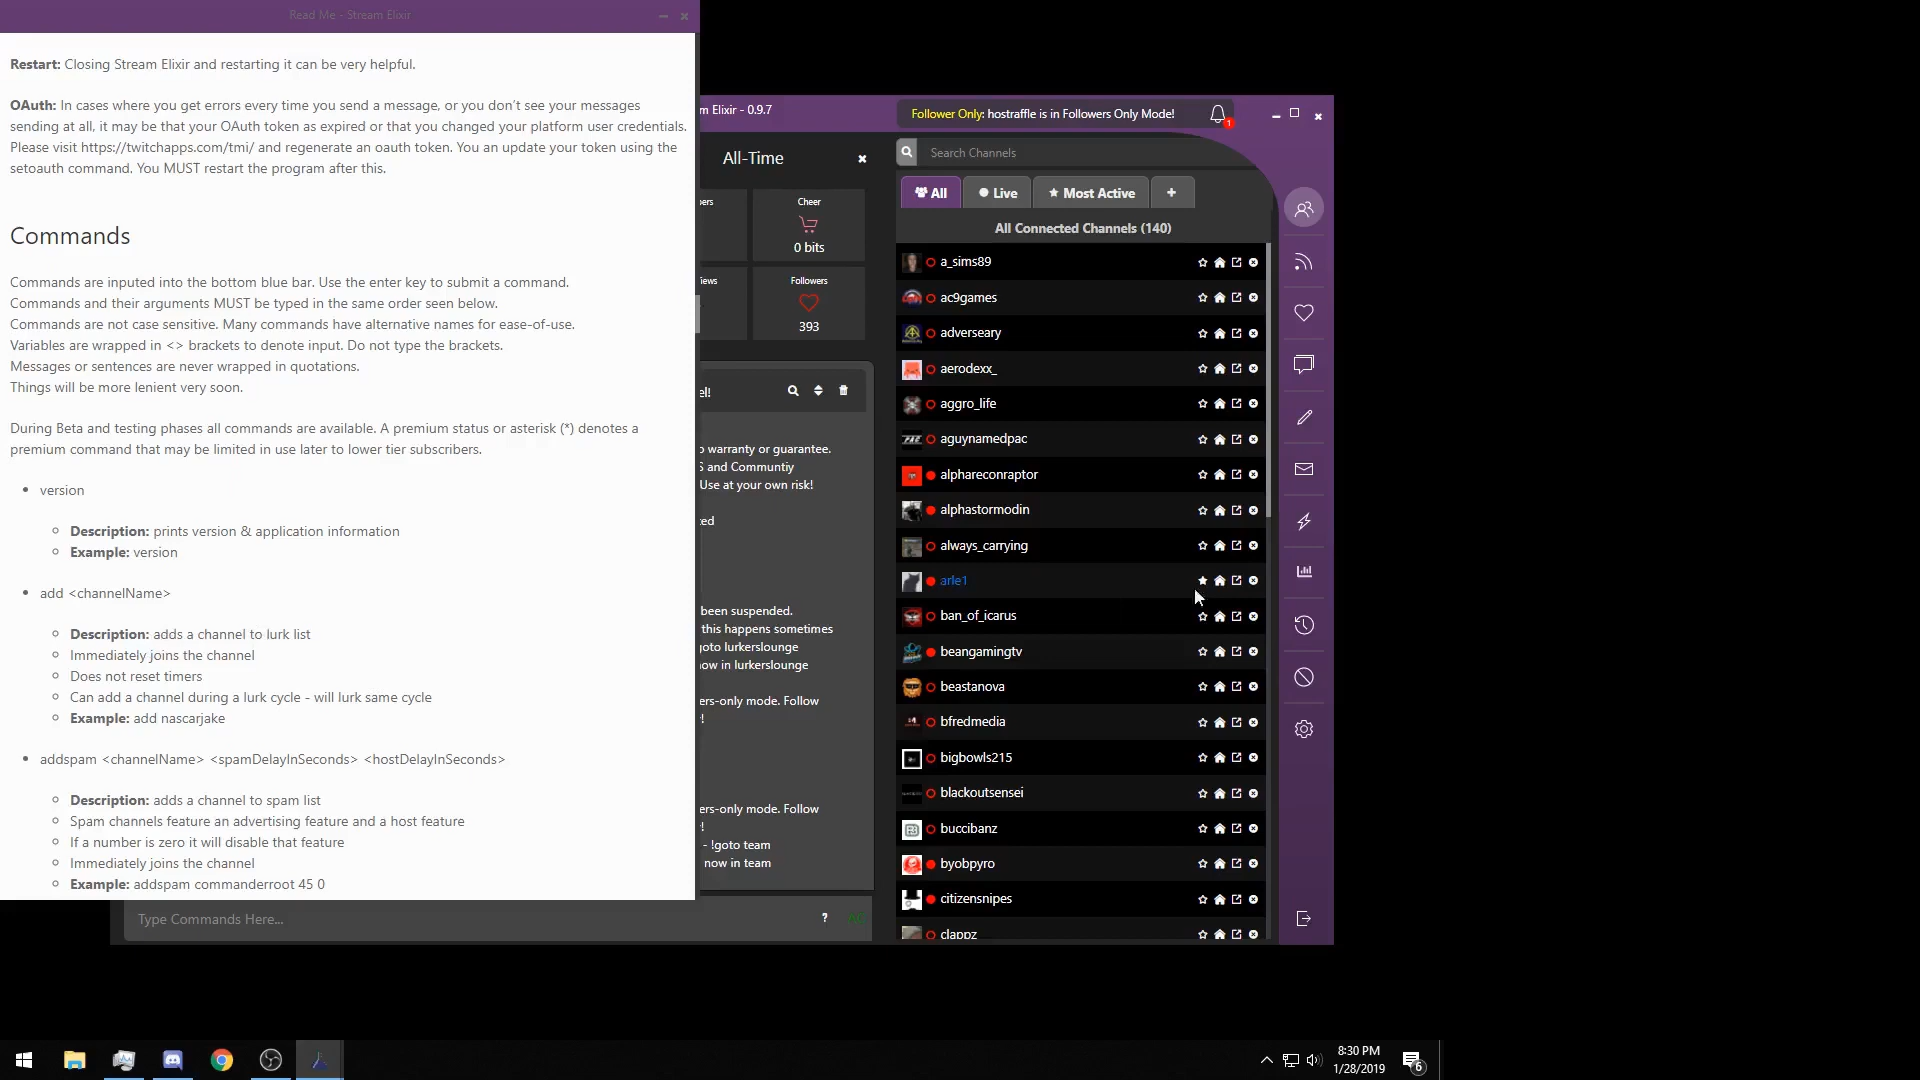 Read Me - Stream Elixir
Restart: Closing Stream Elixir and restarting it can be very helpful.
OAuth: In cases where you get errors every time you send a message, or you don't see your messages
sending at all, it may be that your OAuth token as expired or that you changed your platform user credentials.
Please visit https://twitchapps.com/tmi/ and regenerate an oauth token. You an update your token using the
setoauth command. You MUST restart the program after this.
Commands
Commands are inputed into the bottom blue bar. Use the enter key to submit a command.
Commands and their arguments MUST be typed in the same order seen below.
Commands are not case sensitive. Many commands have alternative names for ease-of-use.
Variables are wrapped in <> brackets to denote input. Do not type the brackets.
Messages or sentences are never wrapped in quotations.
Things will be more lenient very soon.
During Beta and testing phases all commands are available. A premium status or asterisk (*) denotes a
premium command that may be limited in use later to lower tier subscribers.
version
Description: prints version & application information
Example: version
add <channelName>
Description: adds a channel to lurk list
Immediately joins the channel
Does not reset timers
Can add a channel during a lurk cycle - will lurk same cycle
Example: add nascarjake
addspam <channelName> <spamDelayInSeconds> <hostDelayInSeconds>
Description: adds a channel to spam list
Spam channels feature an advertising feature and a host feature
If a number is zero it will disable that feature
Immediately joins the channel
Example: addspam commanderroot 45 0
m Elixir - 0.9.7
Follower Only: hostraffle is in Followers Only Mode!
1
All-Time
bers
Cheer
0 bits
iews
Followers
393
el!
o warranty or guarantee.
S and Communtiy
Use at your own risk!
ted
been suspended.
this happens sometimes
goto lurkerslounge
now in lurkerslounge
ers-only mode. Follow
!
ers-only mode. Follow
!
- !goto team
now in team
Type Commands Here...
?
Search Channels
All
Live
Most Active
+
All Connected Channels (140)
a_sims89
ac9games
adverseary
aerodexx_
aggro_life
aguynamedpac
alphareconraptor
alphastormodin
always_carrying
arle1
ban_of_icarus
beangamingtv
beastanova
bfredmedia
bigbowls215
blackoutsensei
buccibanz
byobpyro
citizensnipes
clappz
8:30 PM
1/28/2019
6